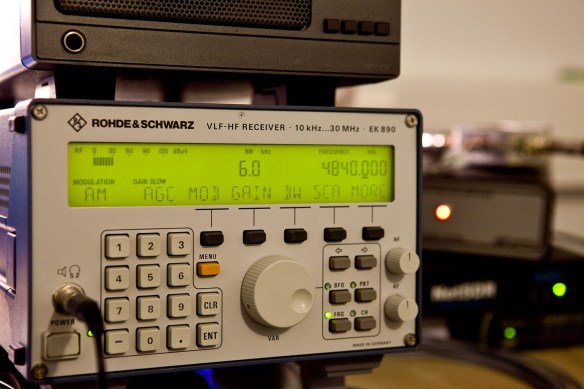 ROHDE & SCHWARZ VLF-HF RECEIVER · 10 kHz...30 MHz · EK 890
RF 0 30 60 90 120 dBµV BW kHz FREQUENCY kHz
6.0 4840.000
MODULATION GAIN SLOW
AM AGC MOD GAIN BW SCA MORE
MENU
1 2 3
4 5 6
7 8 9 CLR
- 0 . ENT
RF
BFO PBT
AF
FRQ CH
POWER
VAR
MADE IN GERMANY